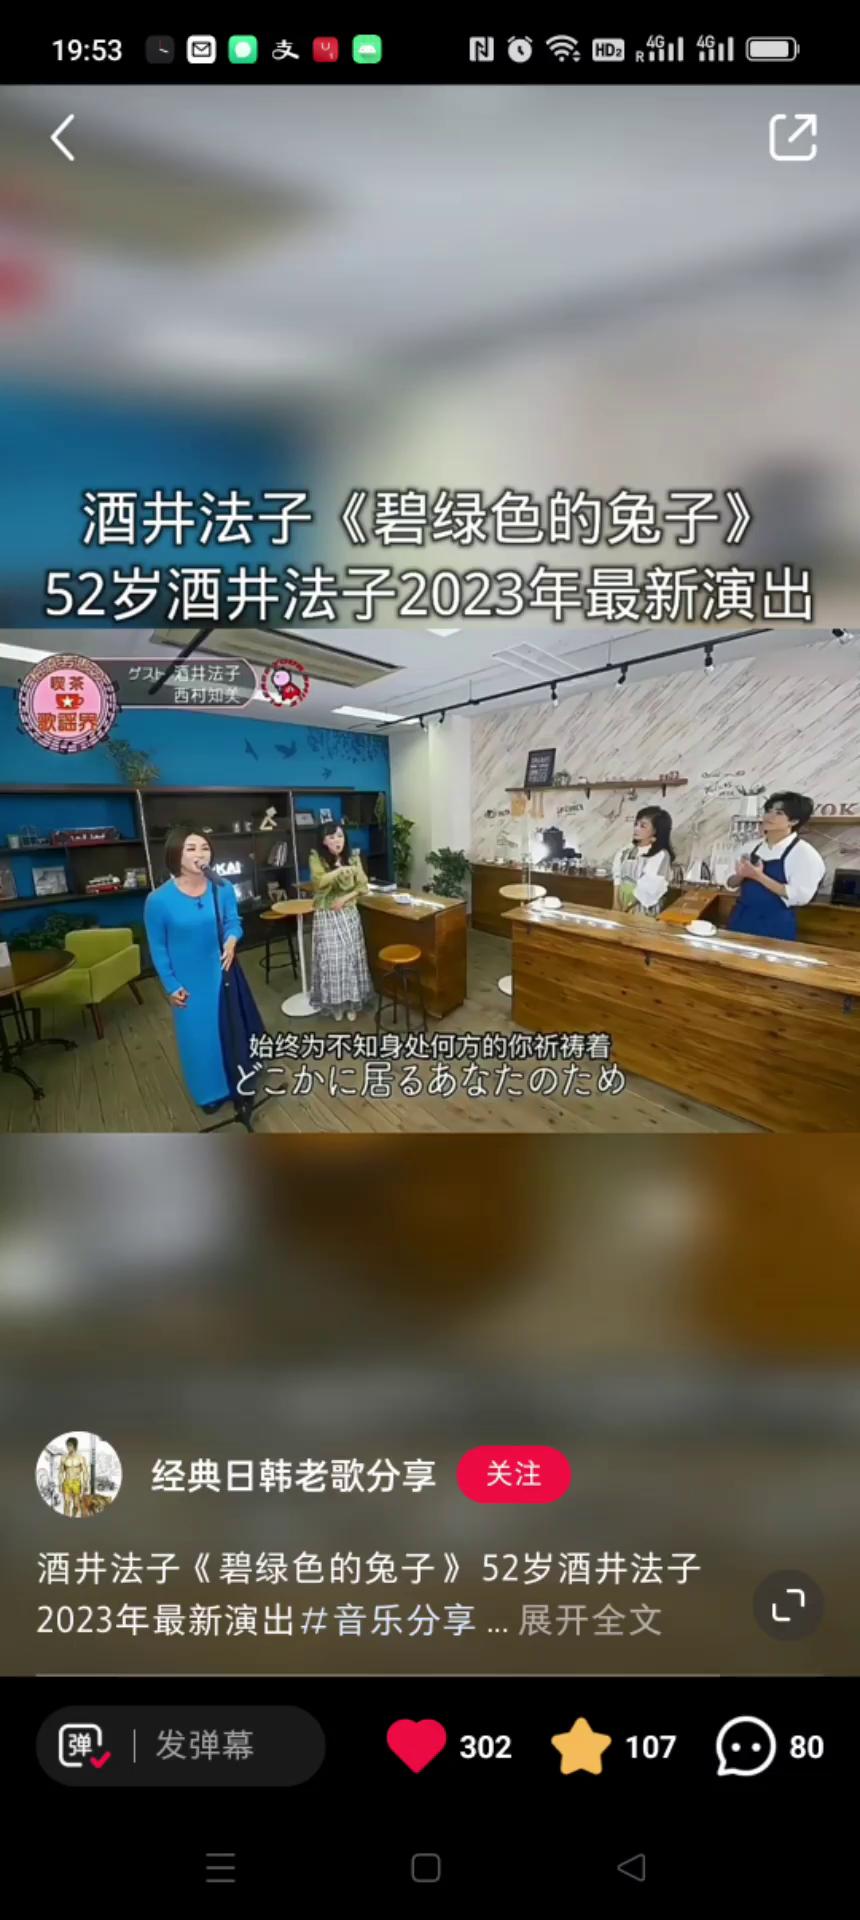 19:53
支
HD2
R 4G
4G
酒井法子《碧绿色的兔子》
52岁酒井法子2023年最新演出
喫茶
歌謡界
ゲスト 酒井法子
西村知美
KAI
YOK
始终为不知身处何方的你祈祷着
どこかに居るあなたのため
经典日韩老歌分享
关注
酒井法子《碧绿色的兔子》 52岁酒井法子
2023年最新演出#音乐分享 ... 展开全文
弹
发弹幕
302
107
80